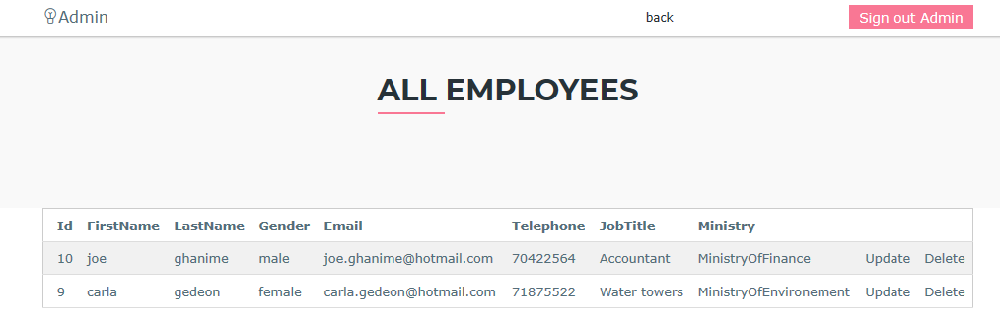 Admin back Sign out Admin
ALL EMPLOYEES
Id FirstName LastName Gender Email Telephone JobTitle Ministry
10 joe ghanime male joe.ghanime@hotmail.com 70422564 Accountant MinistryOfFinance Update Delete
9 carla gedeon female carla.gedeon@hotmail.com 71875522 Water towers MinistryOfEnvironement Update Delete